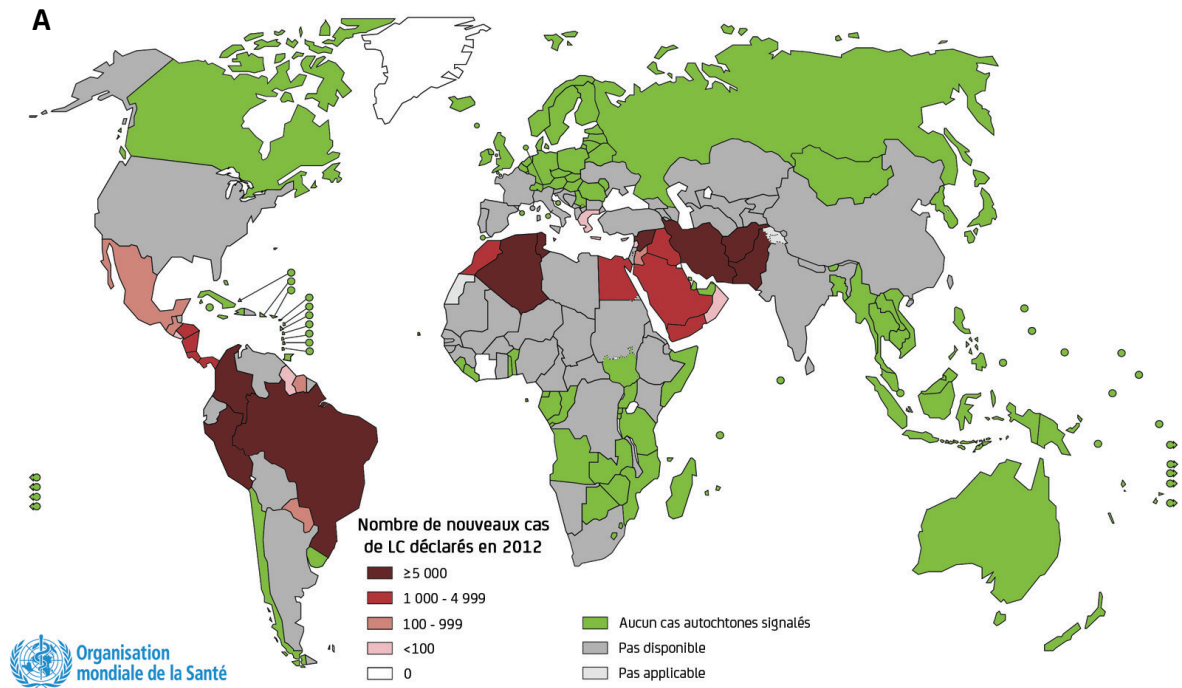 A
Nombre de nouveaux cas
de LC déclarés en 2012
≥5 000
1 000 - 4 999
100 - 999
<100
0
Aucun cas autochtones signalés
Pas disponible
Pas applicable
Organisation
mondiale de la Santé